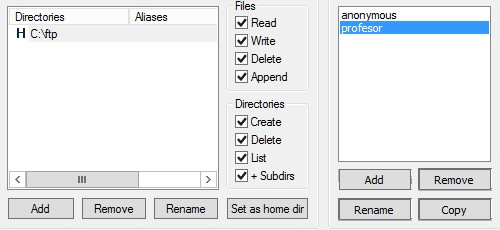 Directories Aliases
H C:\ftp
Add Remove Rename Set as home dir
Files
Read
Write
Delete
Append
Directories
Create
Delete
List
+ Subdirs
anonymous
profesor
Add Remove
Rename Copy